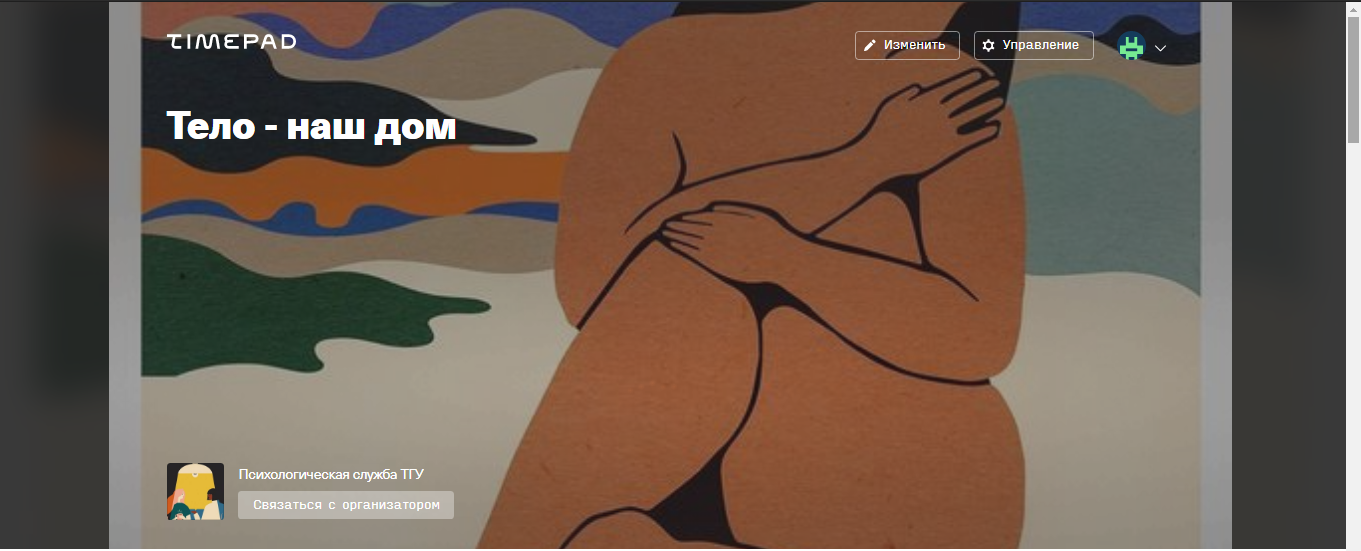 TIMEPAD
Изменить
Управление
Тело - наш дом
Психологическая служба ТГУ
Связаться с организатором